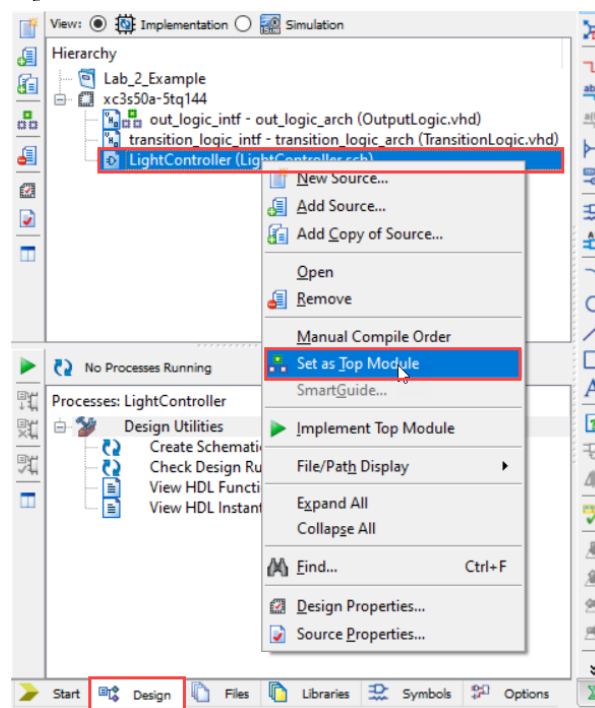 View: Implementation Simulation
Hierarchy
Lab_2_Example
xc3s50a-5tq144
out_logic_intf - out_logic_arch (OutputLogic.vhd)
transition_logic_intf - transition_logic_arch (TransitionLogic.vhd)
LightController (LightController.sch)
New Source...
Add Source...
Add Copy of Source...
Open
Remove
Manual Compile Order
Set as Top Module
SmartGuide...
Implement Top Module
File/Path Display
Expand All
Collapse All
Find... Ctrl+F
Design Properties...
Source Properties...
No Processes Running
Processes: LightController
Design Utilities
Create Schemati
Check Design Ru
View HDL Functi
View HDL Instant
Start Design Files Libraries Symbols Options